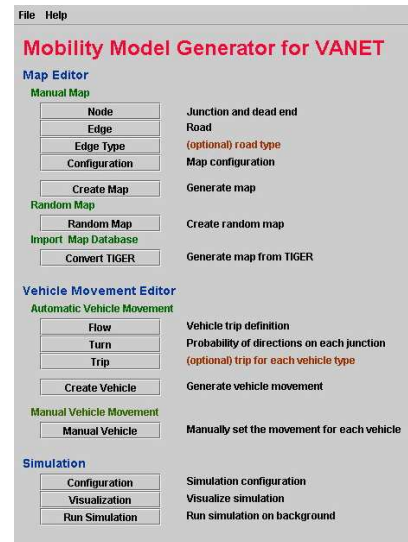 File Help
Mobility Model Generator for VANET
Map Editor
Manual Map
Node Junction and dead end
Edge Road
Edge Type (optional) road type
Configuration Map configuration
Create Map Generate map
Random Map
Random Map Create random map
Import Map Database
Convert TIGER Generate map from TIGER
Vehicle Movement Editor
Automatic Vehicle Movement
Flow Vehicle trip definition
Turn Probability of directions on each junction
Trip (optional) trip for each vehicle type
Create Vehicle Generate vehicle movement
Manual Vehicle Movement
Manual Vehicle Manually set the movement for each vehicle
Simulation
Configuration Simulation configuration
Visualization Visualize simulation
Run Simulation Run simulation on background